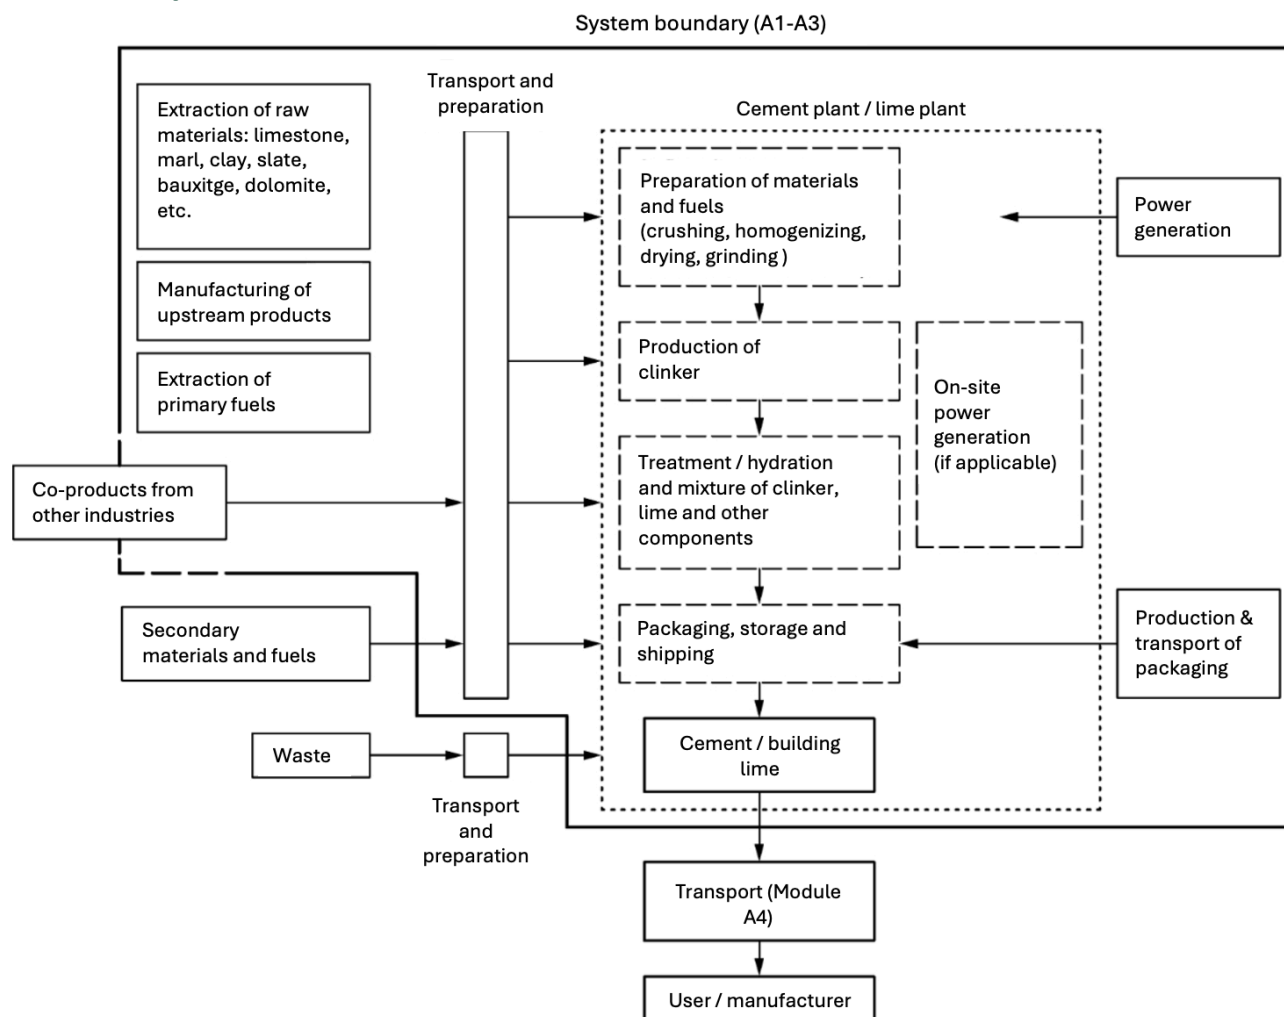 System boundary (A1-A3)
Transport and
preparation
Cement plant / lime plant
Extraction of raw
materials: limestone,
marl, clay, slate,
bauxitge, dolomite,
etc.
Manufacturing of
upstream products
Extraction of
primary fuels
Co-products from
other industries
Secondary
materials and fuels
Waste
Transport
and
preparation
Preparation of materials
and fuels
(crushing, homogenizing,
drying, grinding )
Production of
clinker
Treatment / hydration
and mixture of clinker,
lime and other
components
Packaging, storage and
shipping
Cement / building
lime
On-site
power
generation
(if applicable)
Power
generation
Production &
transport of
packaging
Transport (Module
A4)
User / manufacturer